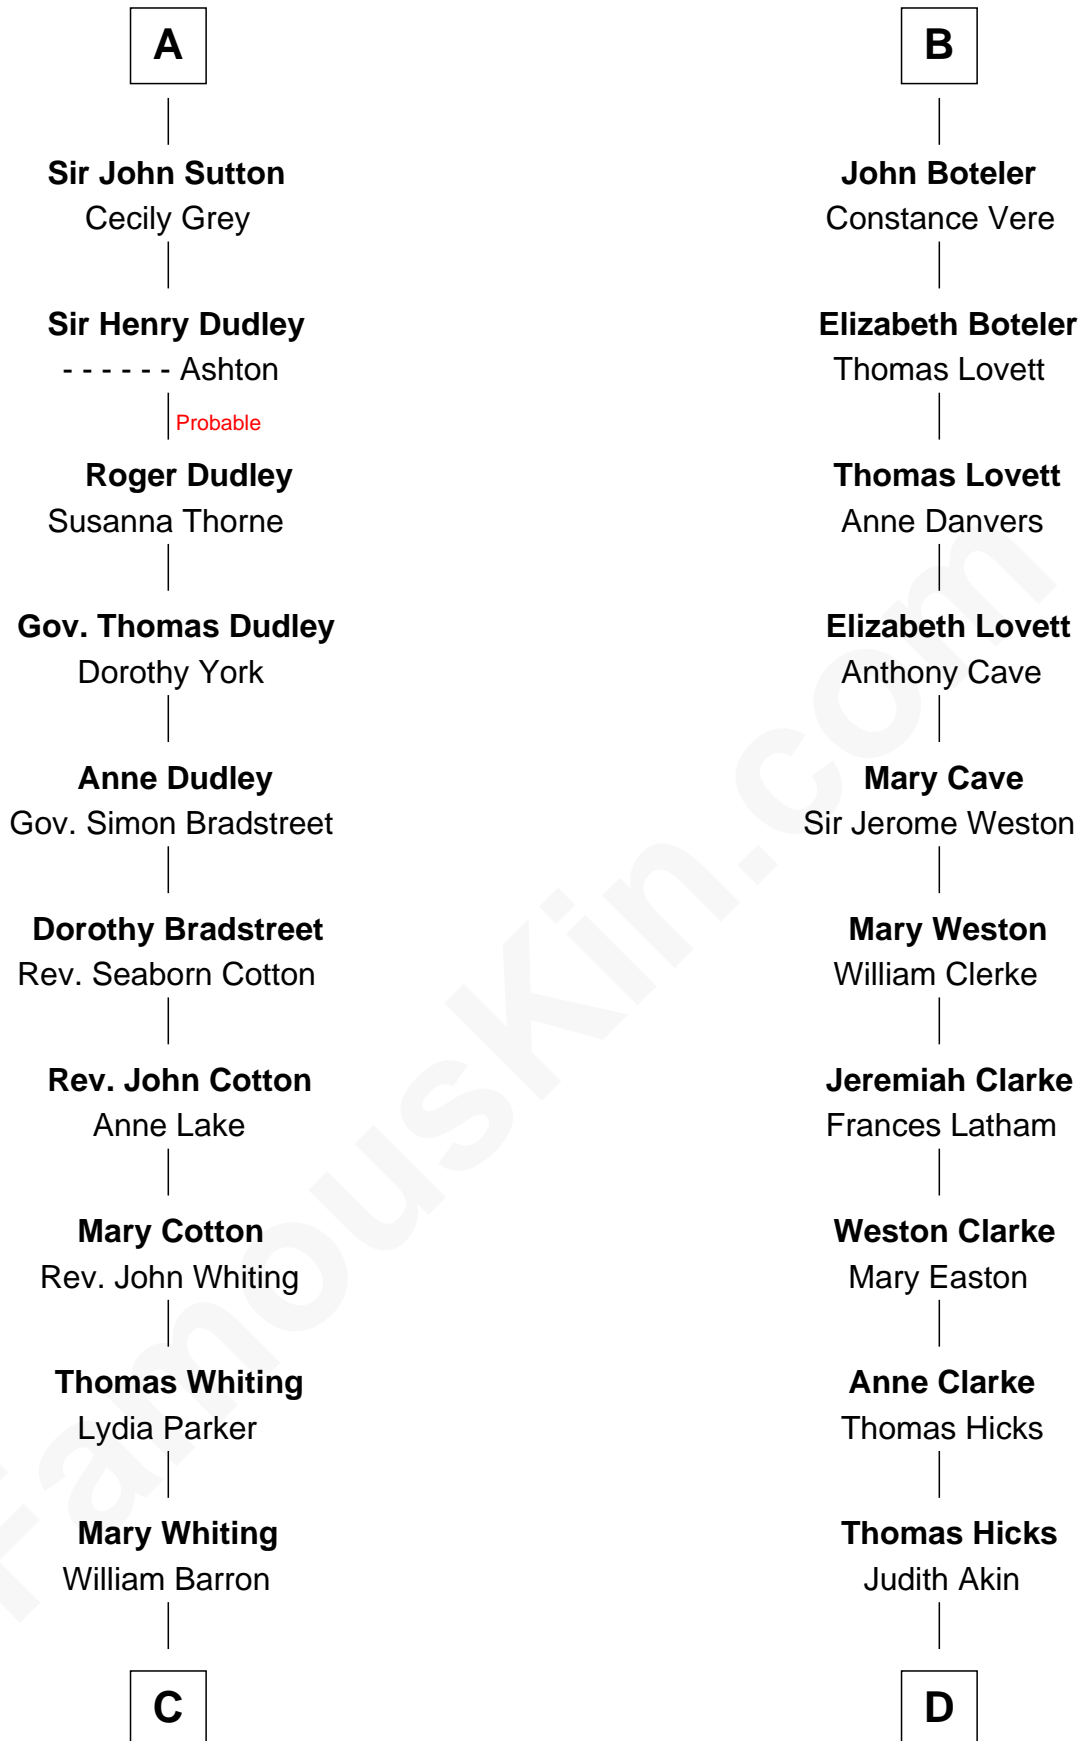 A
Sir John Sutton
Cecily Grey
Sir Henry Dudley
- - - - - - Ashton
Probable
Roger Dudley
Susanna Thorne
Gov. Thomas Dudley
Dorothy York
Anne Dudley
Gov. Simon Bradstreet
Dorothy Bradstreet
Rev. Seaborn Cotton
Rev. John Cotton
Anne Lake
Mary Cotton
Rev. John Whiting
Thomas Whiting
Lydia Parker
Mary Whiting
William Barron
C
B
John Boteler
Constance Vere
Elizabeth Boteler
Thomas Lovett
Thomas Lovett
Anne Danvers
Elizabeth Lovett
Anthony Cave
Mary Cave
Sir Jerome Weston
Mary Weston
William Clerke
Jeremiah Clarke
Frances Latham
Weston Clarke
Mary Easton
Anne Clarke
Thomas Hicks
Thomas Hicks
Judith Akin
D
FamousKin.com